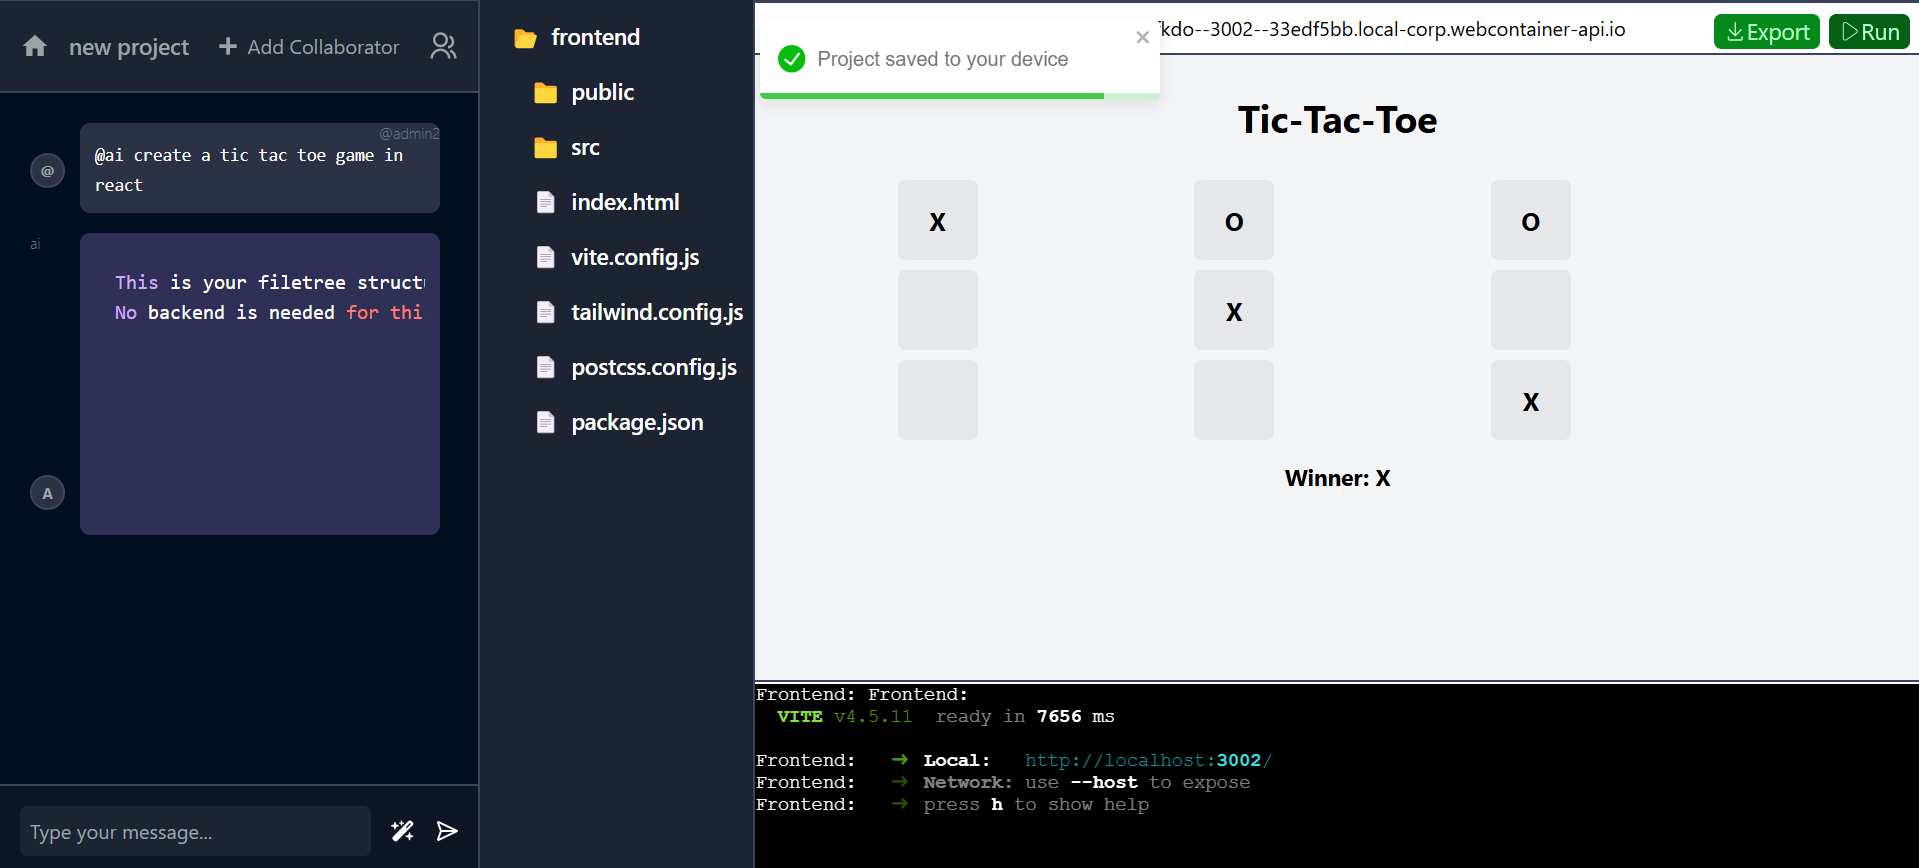 new project
Add Collaborator
@admin2
@ai create a tic tac toe game in
react
@
ai
This is your filetree struct
No backend is needed for thi
A
Type your message...
frontend
public
src
index.html
vite.config.js
tailwind.config.js
postcss.config.js
package.json
kdo--3002--33edf5bb.local-corp.webcontainer-api.io
Export
Run
Project saved to your device
Tic-Tac-Toe
X O O
X
X
Winner: X
Frontend: Frontend:
VITE v4.5.11 ready in 7656 ms
Frontend: ➜ Local: http://localhost:3002/
Frontend: ➜ Network: use --host to expose
Frontend: ➜ press h to show help